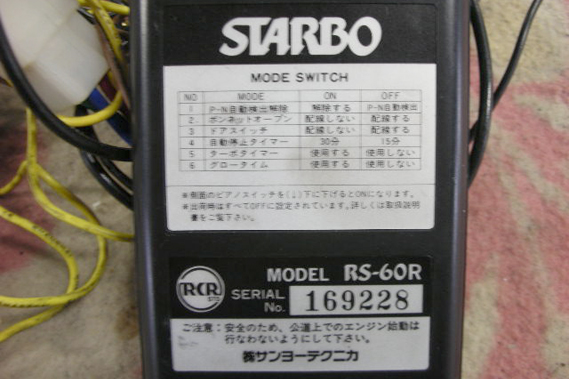 STARBO
MODE SWITCH
NO MODE ON OFF
1 P-N自動検出解除 解除する P-N自動検出
2 ボンネットオープン 配線しない 配線する
3 ドアスイッチ 配線しない 配線する
4 自動停止タイマー 30分 15分
5 ターボタイマー 使用する 使用しない
6 グロータイム 使用する 使用しない
※側面のピアノスイッチを(↓)下に下げるとONになります。
※出荷時はすべてOFFに設定されています。詳しくは取扱説明
書をご覧下さい。
RCR
MODEL RS-60R
SERIAL
No. 169228
ご注意:安全のため、公道上でのエンジン始動は
行なわないようにして下さい。
㈱サンヨーテクニカ